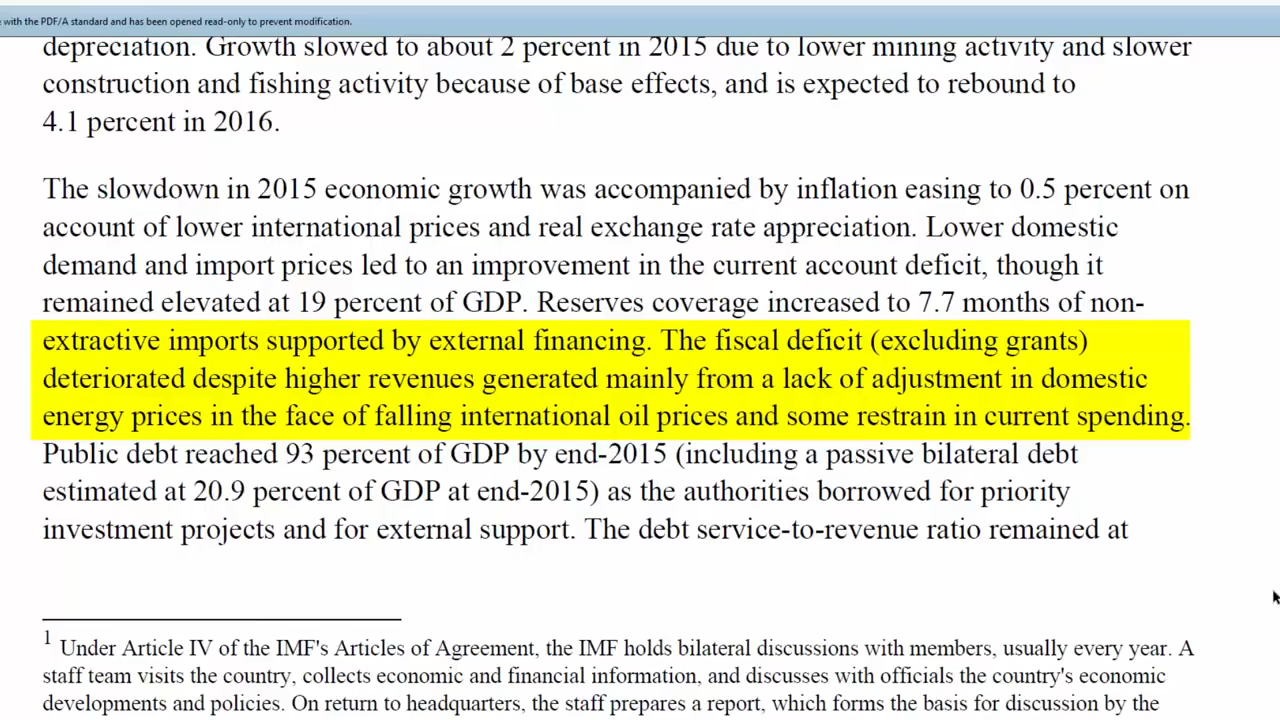 with the PDF/A standard and has been opened read-only to prevent modification.
depreciation. Growth slowed to about 2 percent in 2015 due to lower mining activity and slower
construction and fishing activity because of base effects, and is expected to rebound to
4.1 percent in 2016.
The slowdown in 2015 economic growth was accompanied by inflation easing to 0.5 percent on
account of lower international prices and real exchange rate appreciation. Lower domestic
demand and import prices led to an improvement in the current account deficit, though it
remained elevated at 19 percent of GDP. Reserves coverage increased to 7.7 months of non-
extractive imports supported by external financing. The fiscal deficit (excluding grants)
deteriorated despite higher revenues generated mainly from a lack of adjustment in domestic
energy prices in the face of falling international oil prices and some restrain in current spending.
Public debt reached 93 percent of GDP by end-2015 (including a passive bilateral debt
estimated at 20.9 percent of GDP at end-2015) as the authorities borrowed for priority
investment projects and for external support. The debt service-to-revenue ratio remained at
1 Under Article IV of the IMF's Articles of Agreement, the IMF holds bilateral discussions with members, usually every year. A
staff team visits the country, collects economic and financial information, and discusses with officials the country's economic
developments and policies. On return to headquarters, the staff prepares a report, which forms the basis for discussion by the